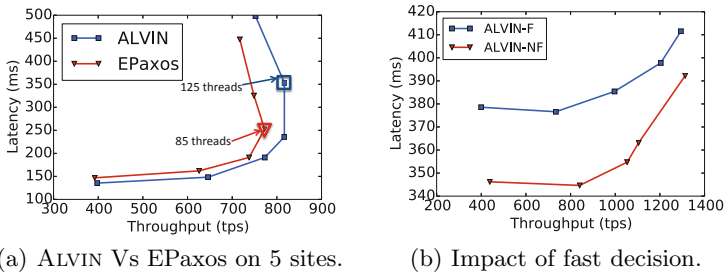 500
450
400
350
300
250
200
150
100
Latency (ms)
ALVIN
EPaxos
125 threads
85 threads
300 400 500 600 700 800 900
Throughput (tps)
(a) ALVIN Vs EPaxos on 5 sites.
420
410
400
390
380
370
360
350
340
Latency (ms)
ALVIN-F
ALVIN-NF
200 400 600 800 1000 1200 1400
Throughput (tps)
(b) Impact of fast decision.